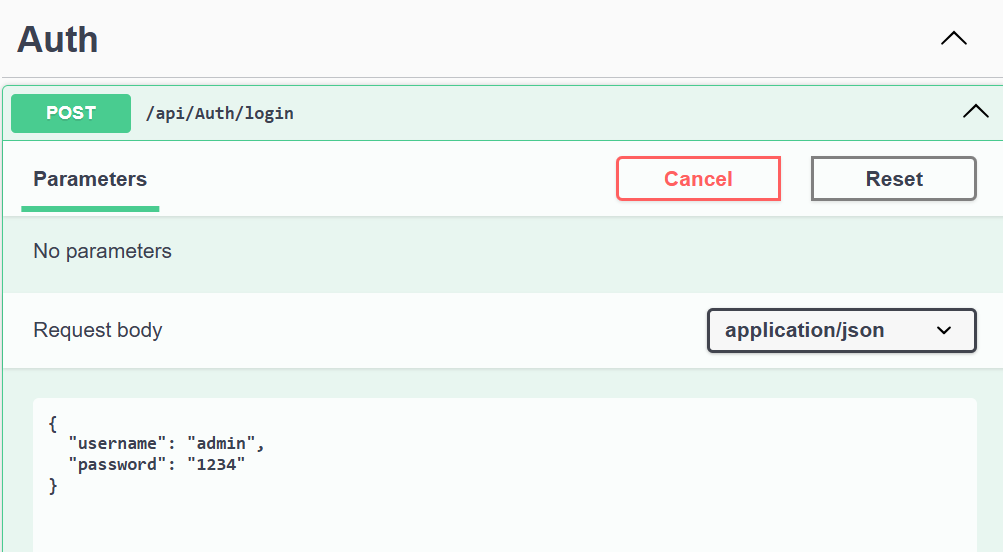 Auth
POST /api/Auth/login
Parameters Cancel Reset
No parameters
Request body application/json
{
  "username": "admin",
  "password": "1234"
}